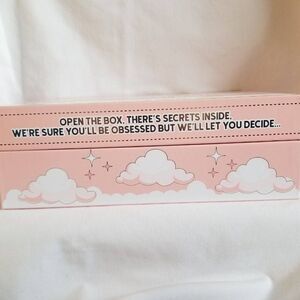 OPEN THE BOX. THERE'S SECRETS INSIDE.
WE'RE SURE YOU'LL BE OBSESSED BUT WE'LL LET YOU DECIDE...